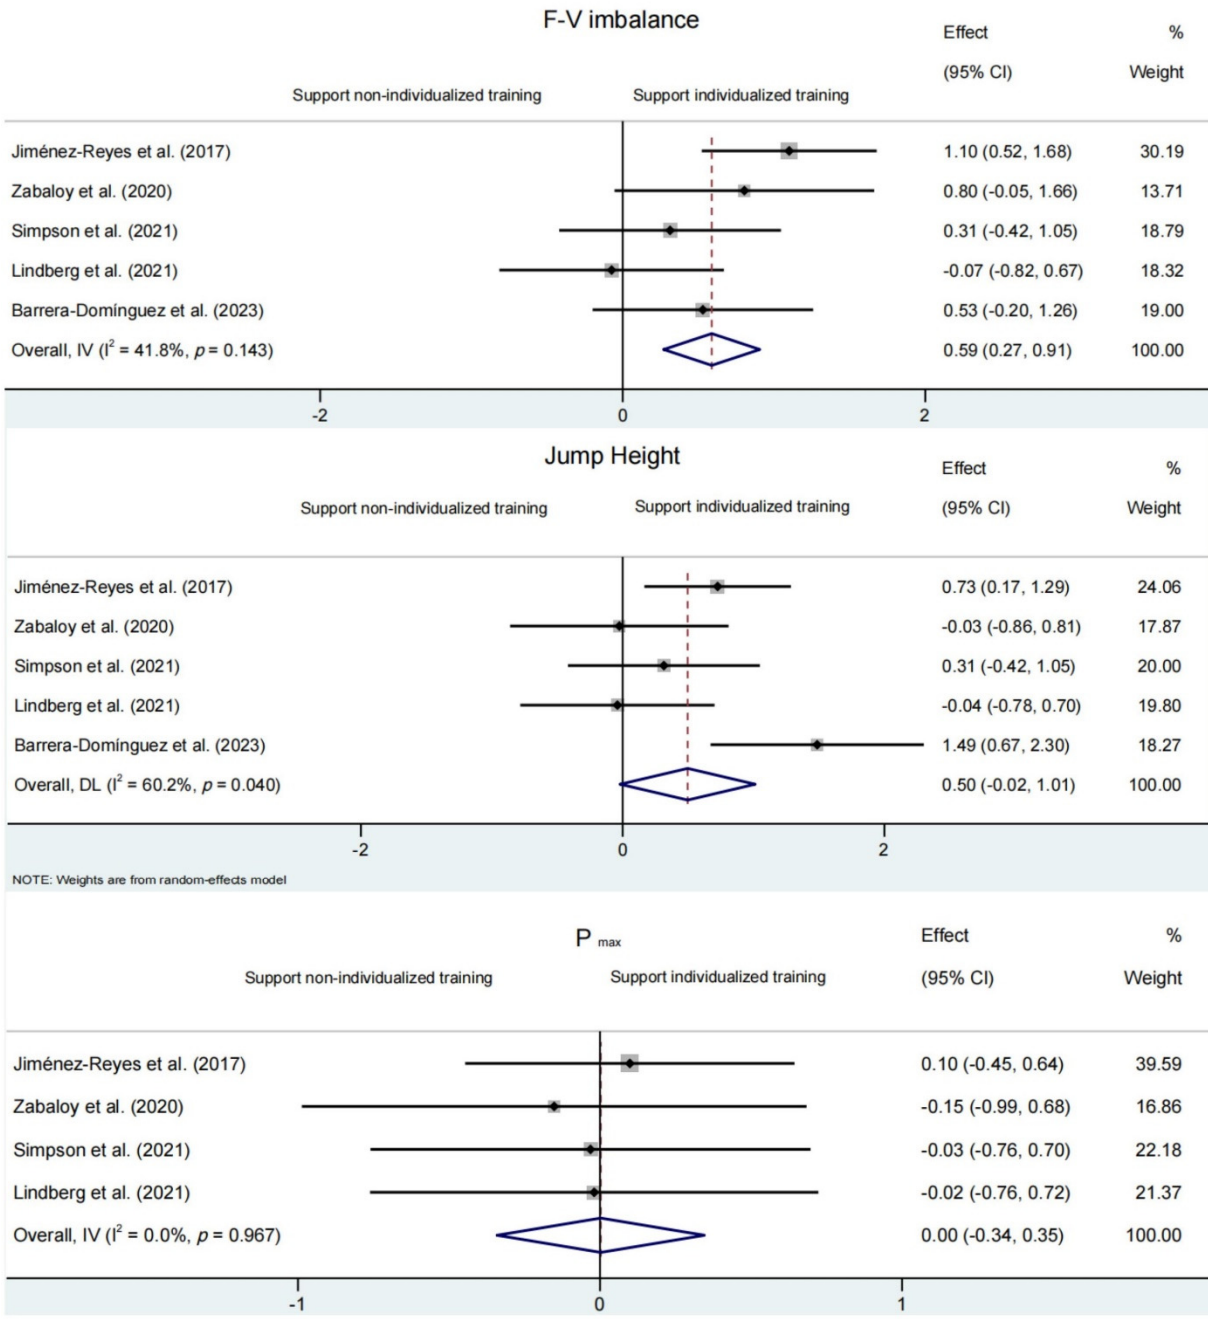 F-V imbalance
Effect %
(95% CI) Weight
Support non-individualized training Support individualized training
Jiménez-Reyes et al. (2017) 1.10 (0.52, 1.68) 30.19
Zabaloy et al. (2020) 0.80 (-0.05, 1.66) 13.71
Simpson et al. (2021) 0.31 (-0.42, 1.05) 18.79
Lindberg et al. (2021) -0.07 (-0.82, 0.67) 18.32
Barrera-Domínguez et al. (2023) 0.53 (-0.20, 1.26) 19.00
Overall, IV (I² = 41.8%, p = 0.143) 0.59 (0.27, 0.91) 100.00
-2 0 2
Jump Height
Effect %
Support non-individualized training Support individualized training (95% CI) Weight
Jiménez-Reyes et al. (2017) 0.73 (0.17, 1.29) 24.06
Zabaloy et al. (2020) -0.03 (-0.86, 0.81) 17.87
Simpson et al. (2021) 0.31 (-0.42, 1.05) 20.00
Lindberg et al. (2021) -0.04 (-0.78, 0.70) 19.80
Barrera-Domínguez et al. (2023) 1.49 (0.67, 2.30) 18.27
Overall, DL (I² = 60.2%, p = 0.040) 0.50 (-0.02, 1.01) 100.00
-2 0 2
NOTE: Weights are from random-effects model
P max Effect %
Support non-individualized training Support individualized training (95% CI) Weight
Jiménez-Reyes et al. (2017) 0.10 (-0.45, 0.64) 39.59
Zabaloy et al. (2020) -0.15 (-0.99, 0.68) 16.86
Simpson et al. (2021) -0.03 (-0.76, 0.70) 22.18
Lindberg et al. (2021) -0.02 (-0.76, 0.72) 21.37
Overall, IV (I² = 0.0%, p = 0.967) 0.00 (-0.34, 0.35) 100.00
-1 0 1